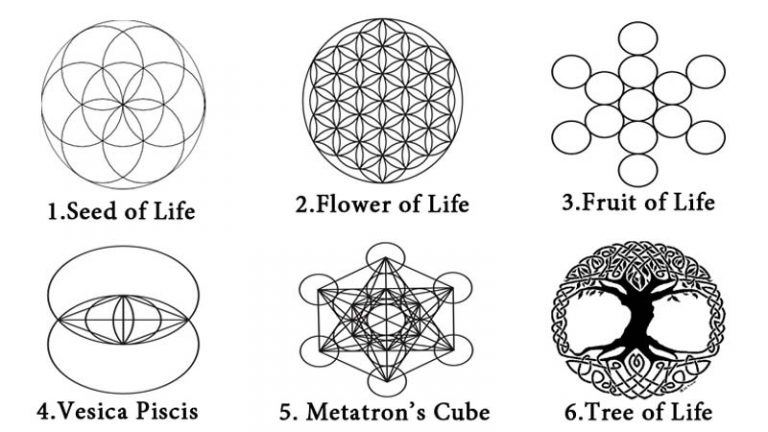 1.Seed of Life
2.Flower of Life
3.Fruit of Life
4.Vesica Piscis
5. Metatron's Cube
6.Tree of Life